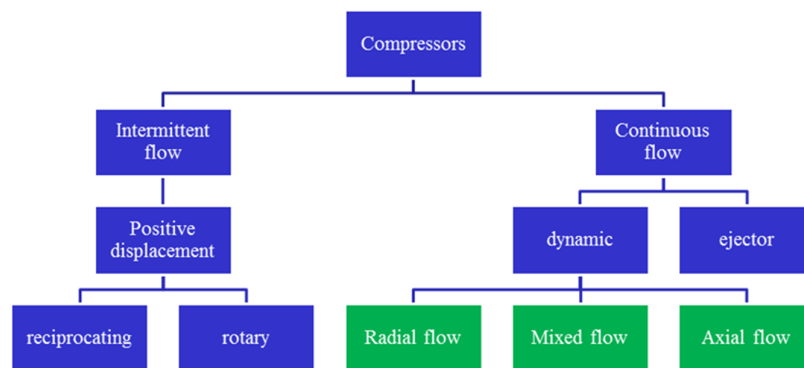 Compressors
Intermittent
flow
Continuous
flow
Positive
displacement
dynamic
ejector
reciprocating
rotary
Radial flow
Mixed flow
Axial flow